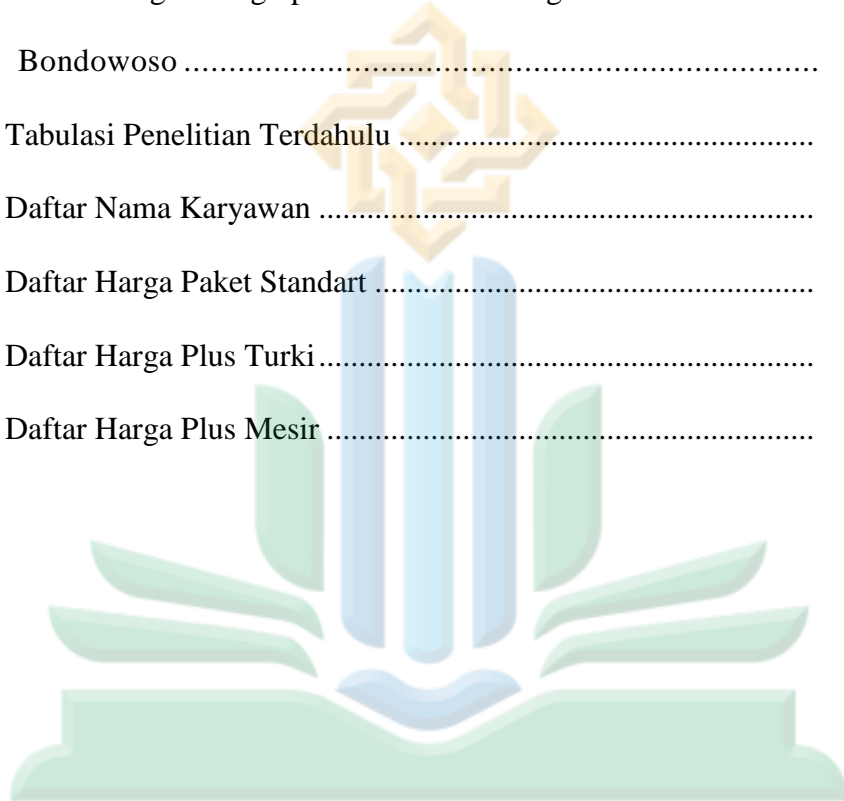 Bondowoso ......................................................................
Tabulasi Penelitian Terdahulu ....................................................
Daftar Nama Karyawan ..............................................................
Daftar Harga Paket Standart .......................................................
Daftar Harga Plus Turki ..............................................................
Daftar Harga Plus Mesir .............................................................